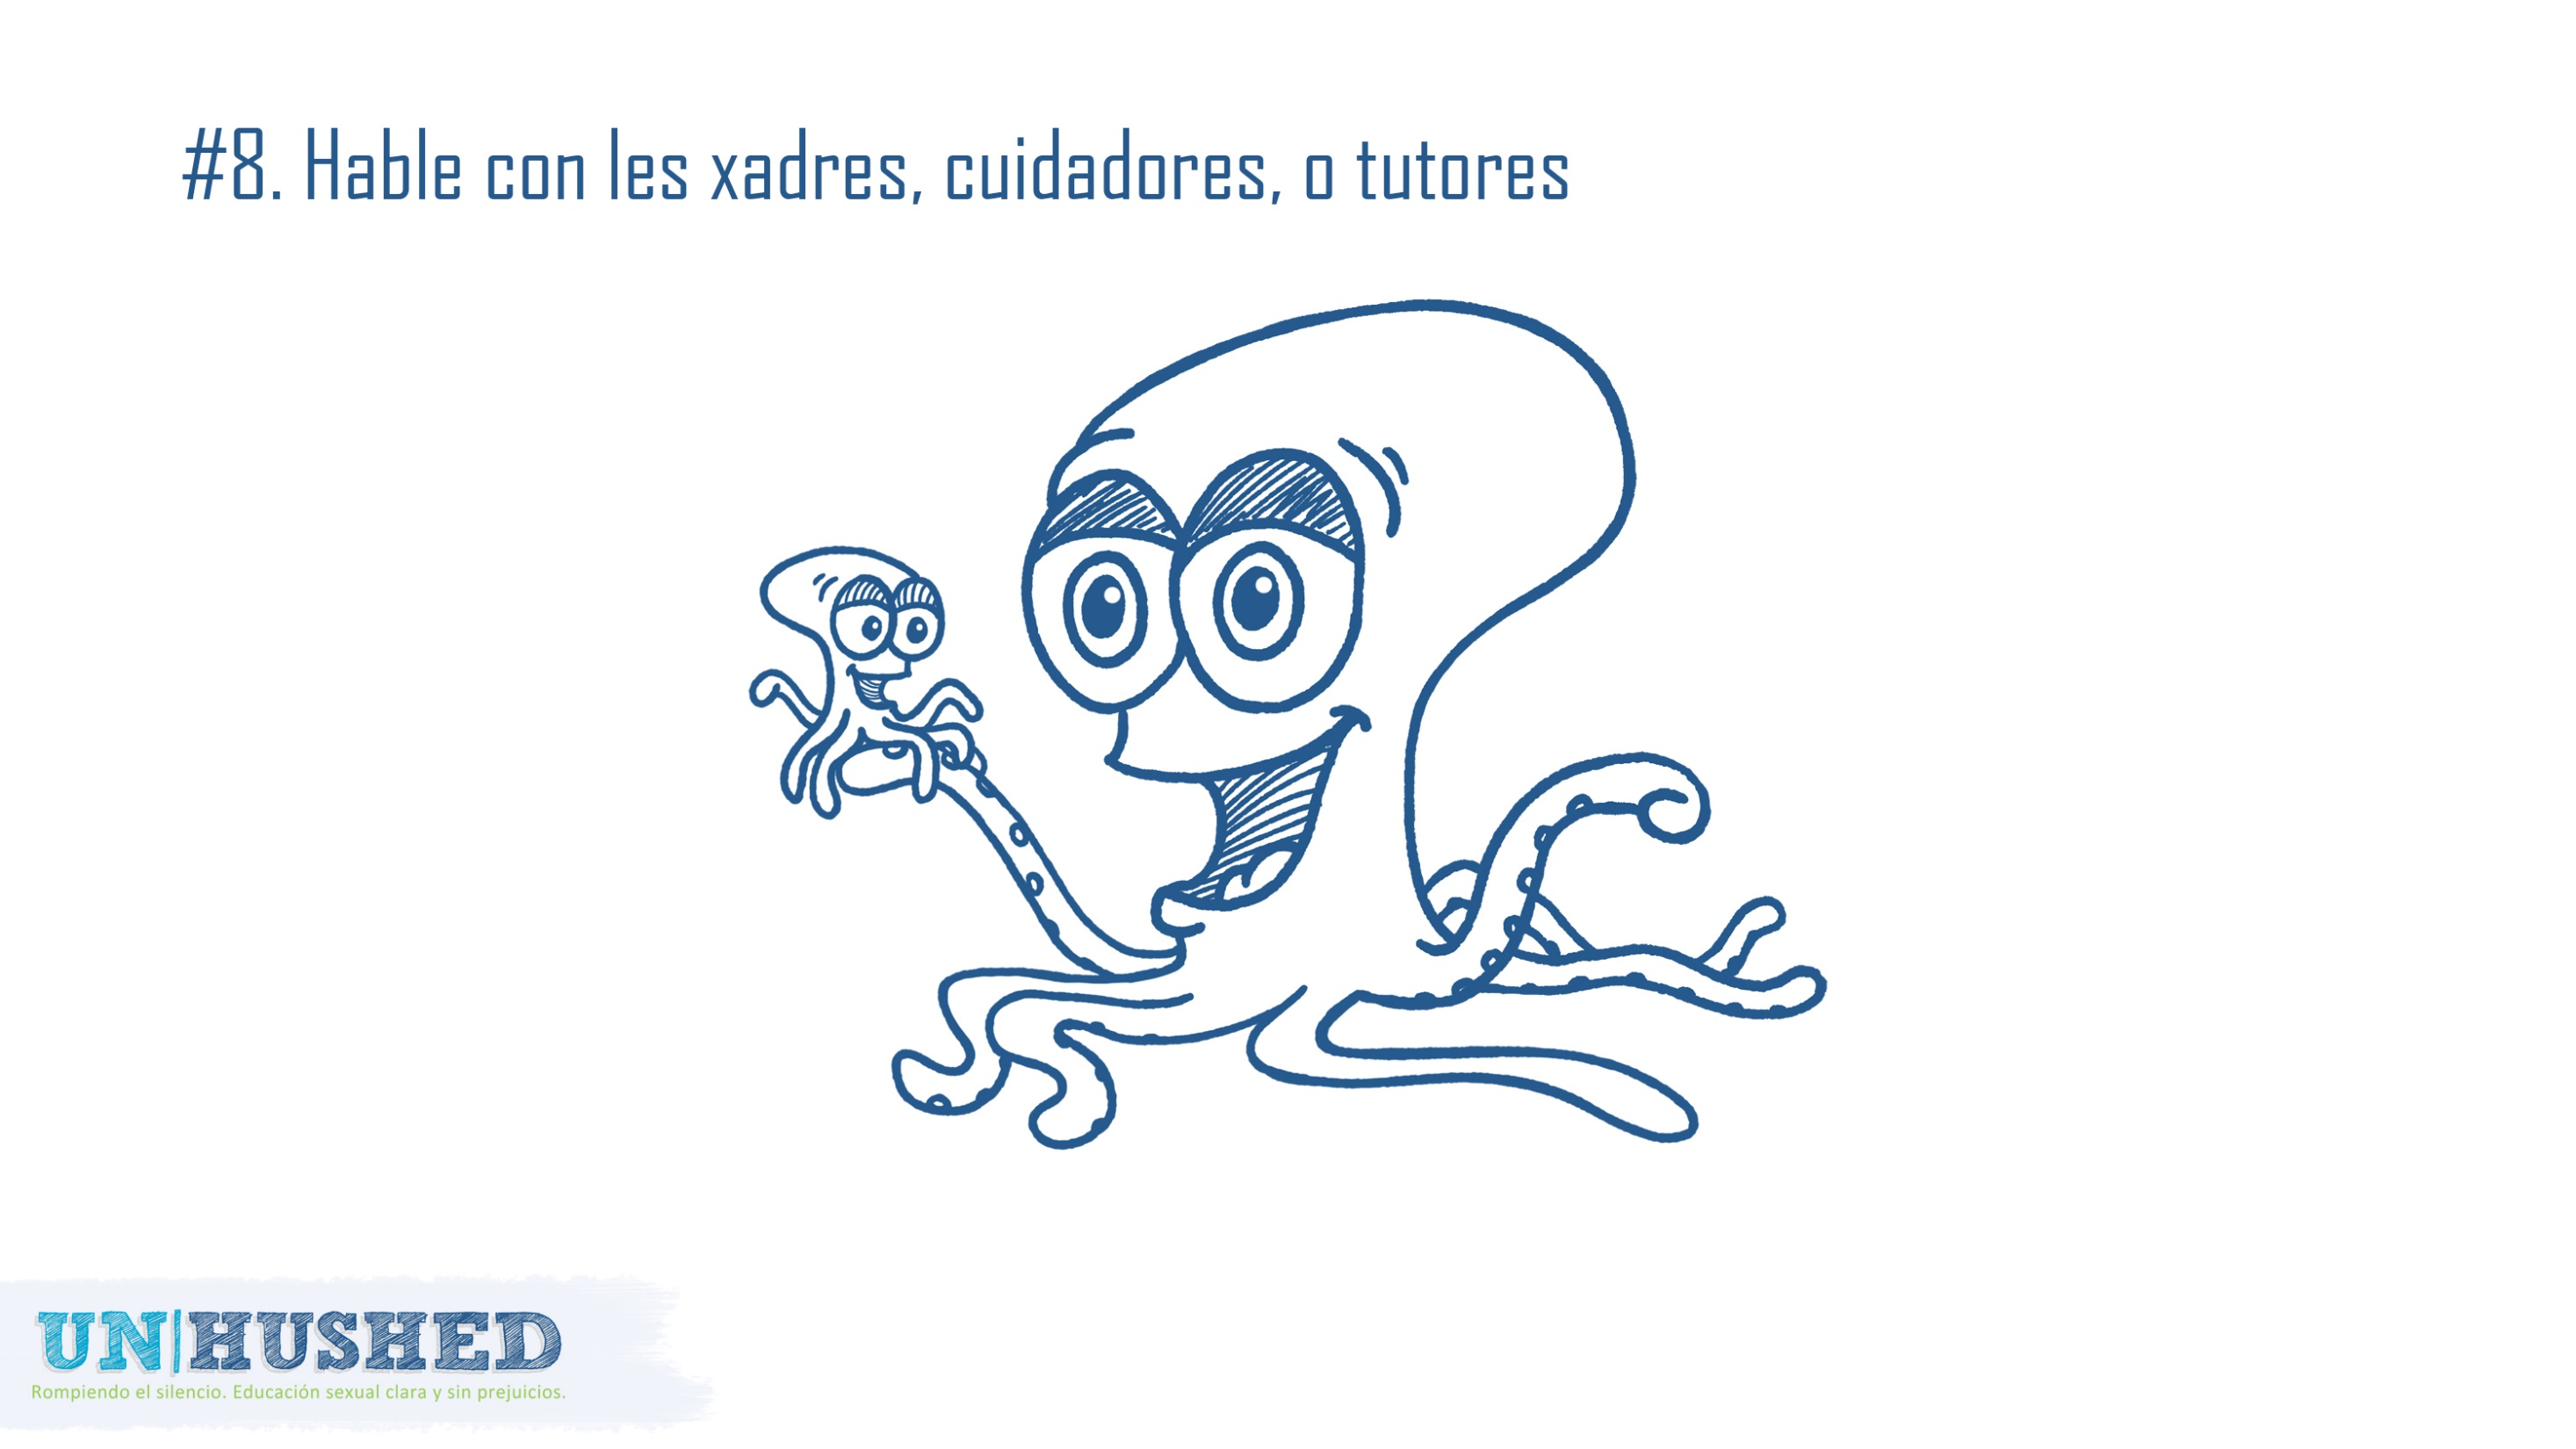 #8. Hable con les xadres, cuidadores, o tutores
UN|HUSHED
Rompiendo el silencio. Educación sexual clara y sin prejuicios.